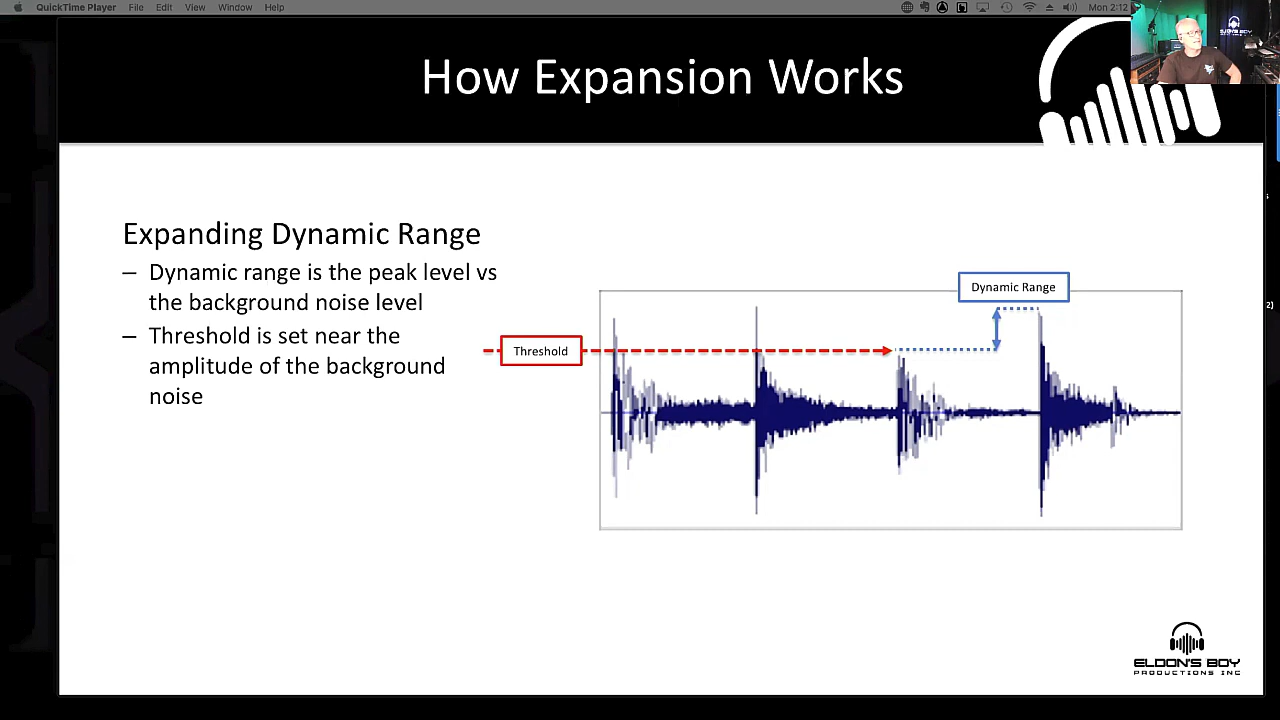 QuickTime Player File Edit View Window Help Mon 2:12
How Expansion Works
Expanding Dynamic Range
– Dynamic range is the peak level vs
the background noise level
– Threshold is set near the
amplitude of the background
noise
Dynamic Range
Threshold
ELDON'S BOY
PRODUCTIONS INC